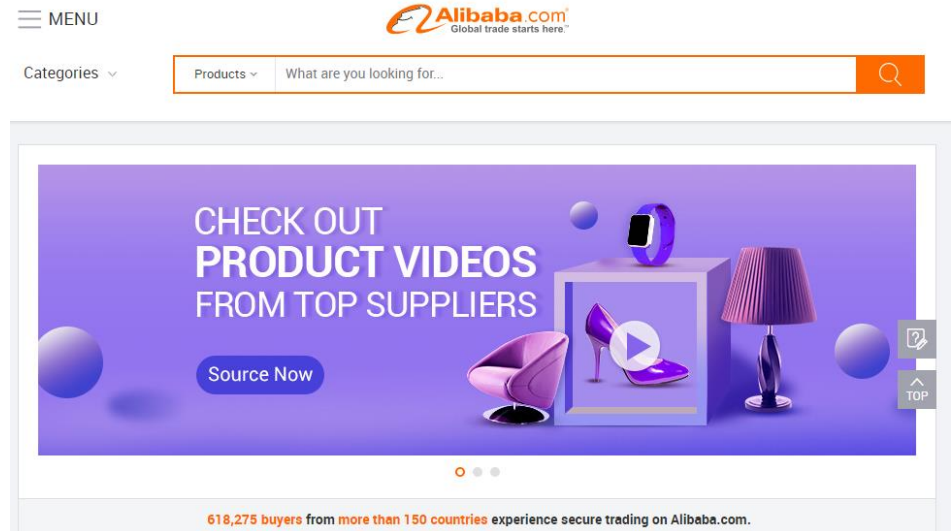 MENU
Alibaba.com
Global trade starts here.™
Categories
Products
What are you looking for...
CHECK OUT
PRODUCT VIDEOS
FROM TOP SUPPLIERS
Source Now
TOP
618,275 buyers from more than 150 countries experience secure trading on Alibaba.com.